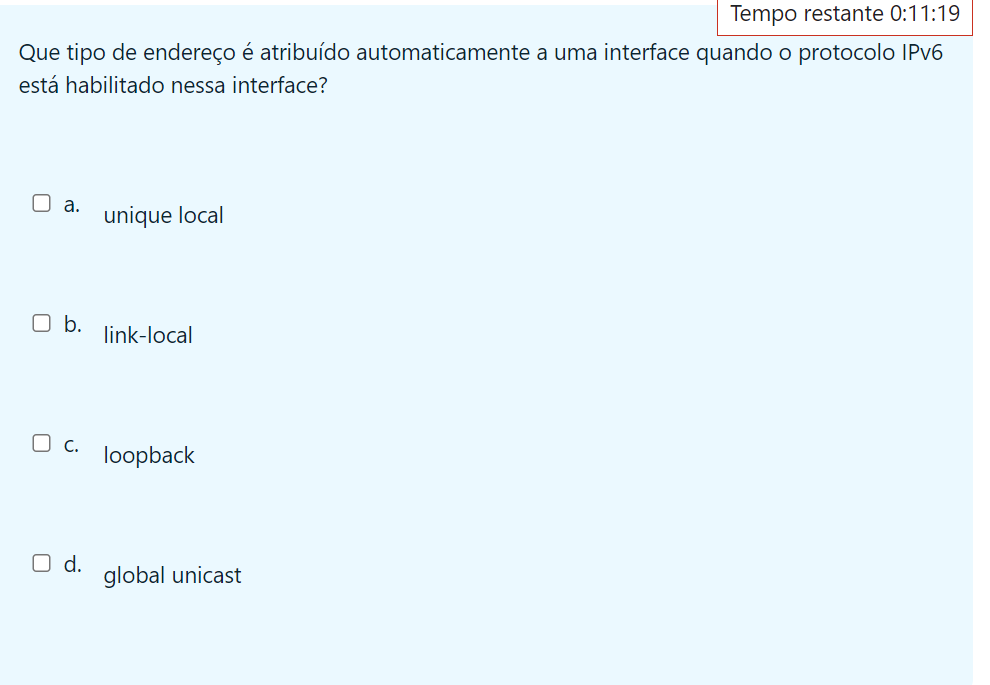 Tempo restante 0:11:19
Que tipo de endereço é atribuído automaticamente a uma interface quando o protocolo IPv6
está habilitado nessa interface?
a. unique local
b. link-local
c. loopback
d. global unicast